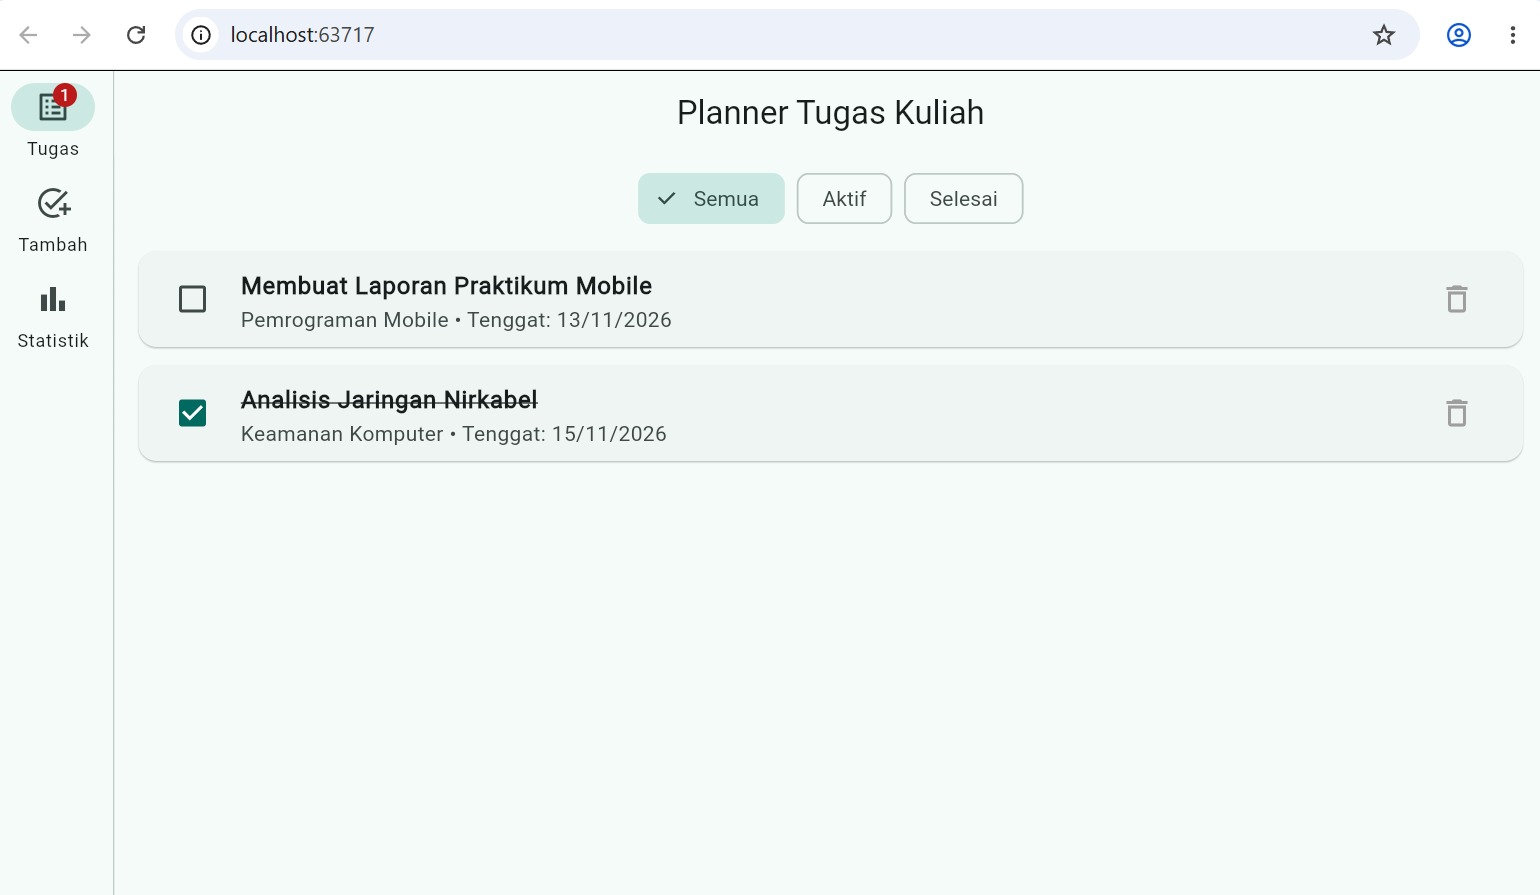 localhost:63717
1
Tugas
Tambah
Statistik
Planner Tugas Kuliah
Semua
Aktif
Selesai
Membuat Laporan Praktikum Mobile
Pemrograman Mobile • Tenggat: 13/11/2026
Analisis Jaringan Nirkabel
Keamanan Komputer • Tenggat: 15/11/2026